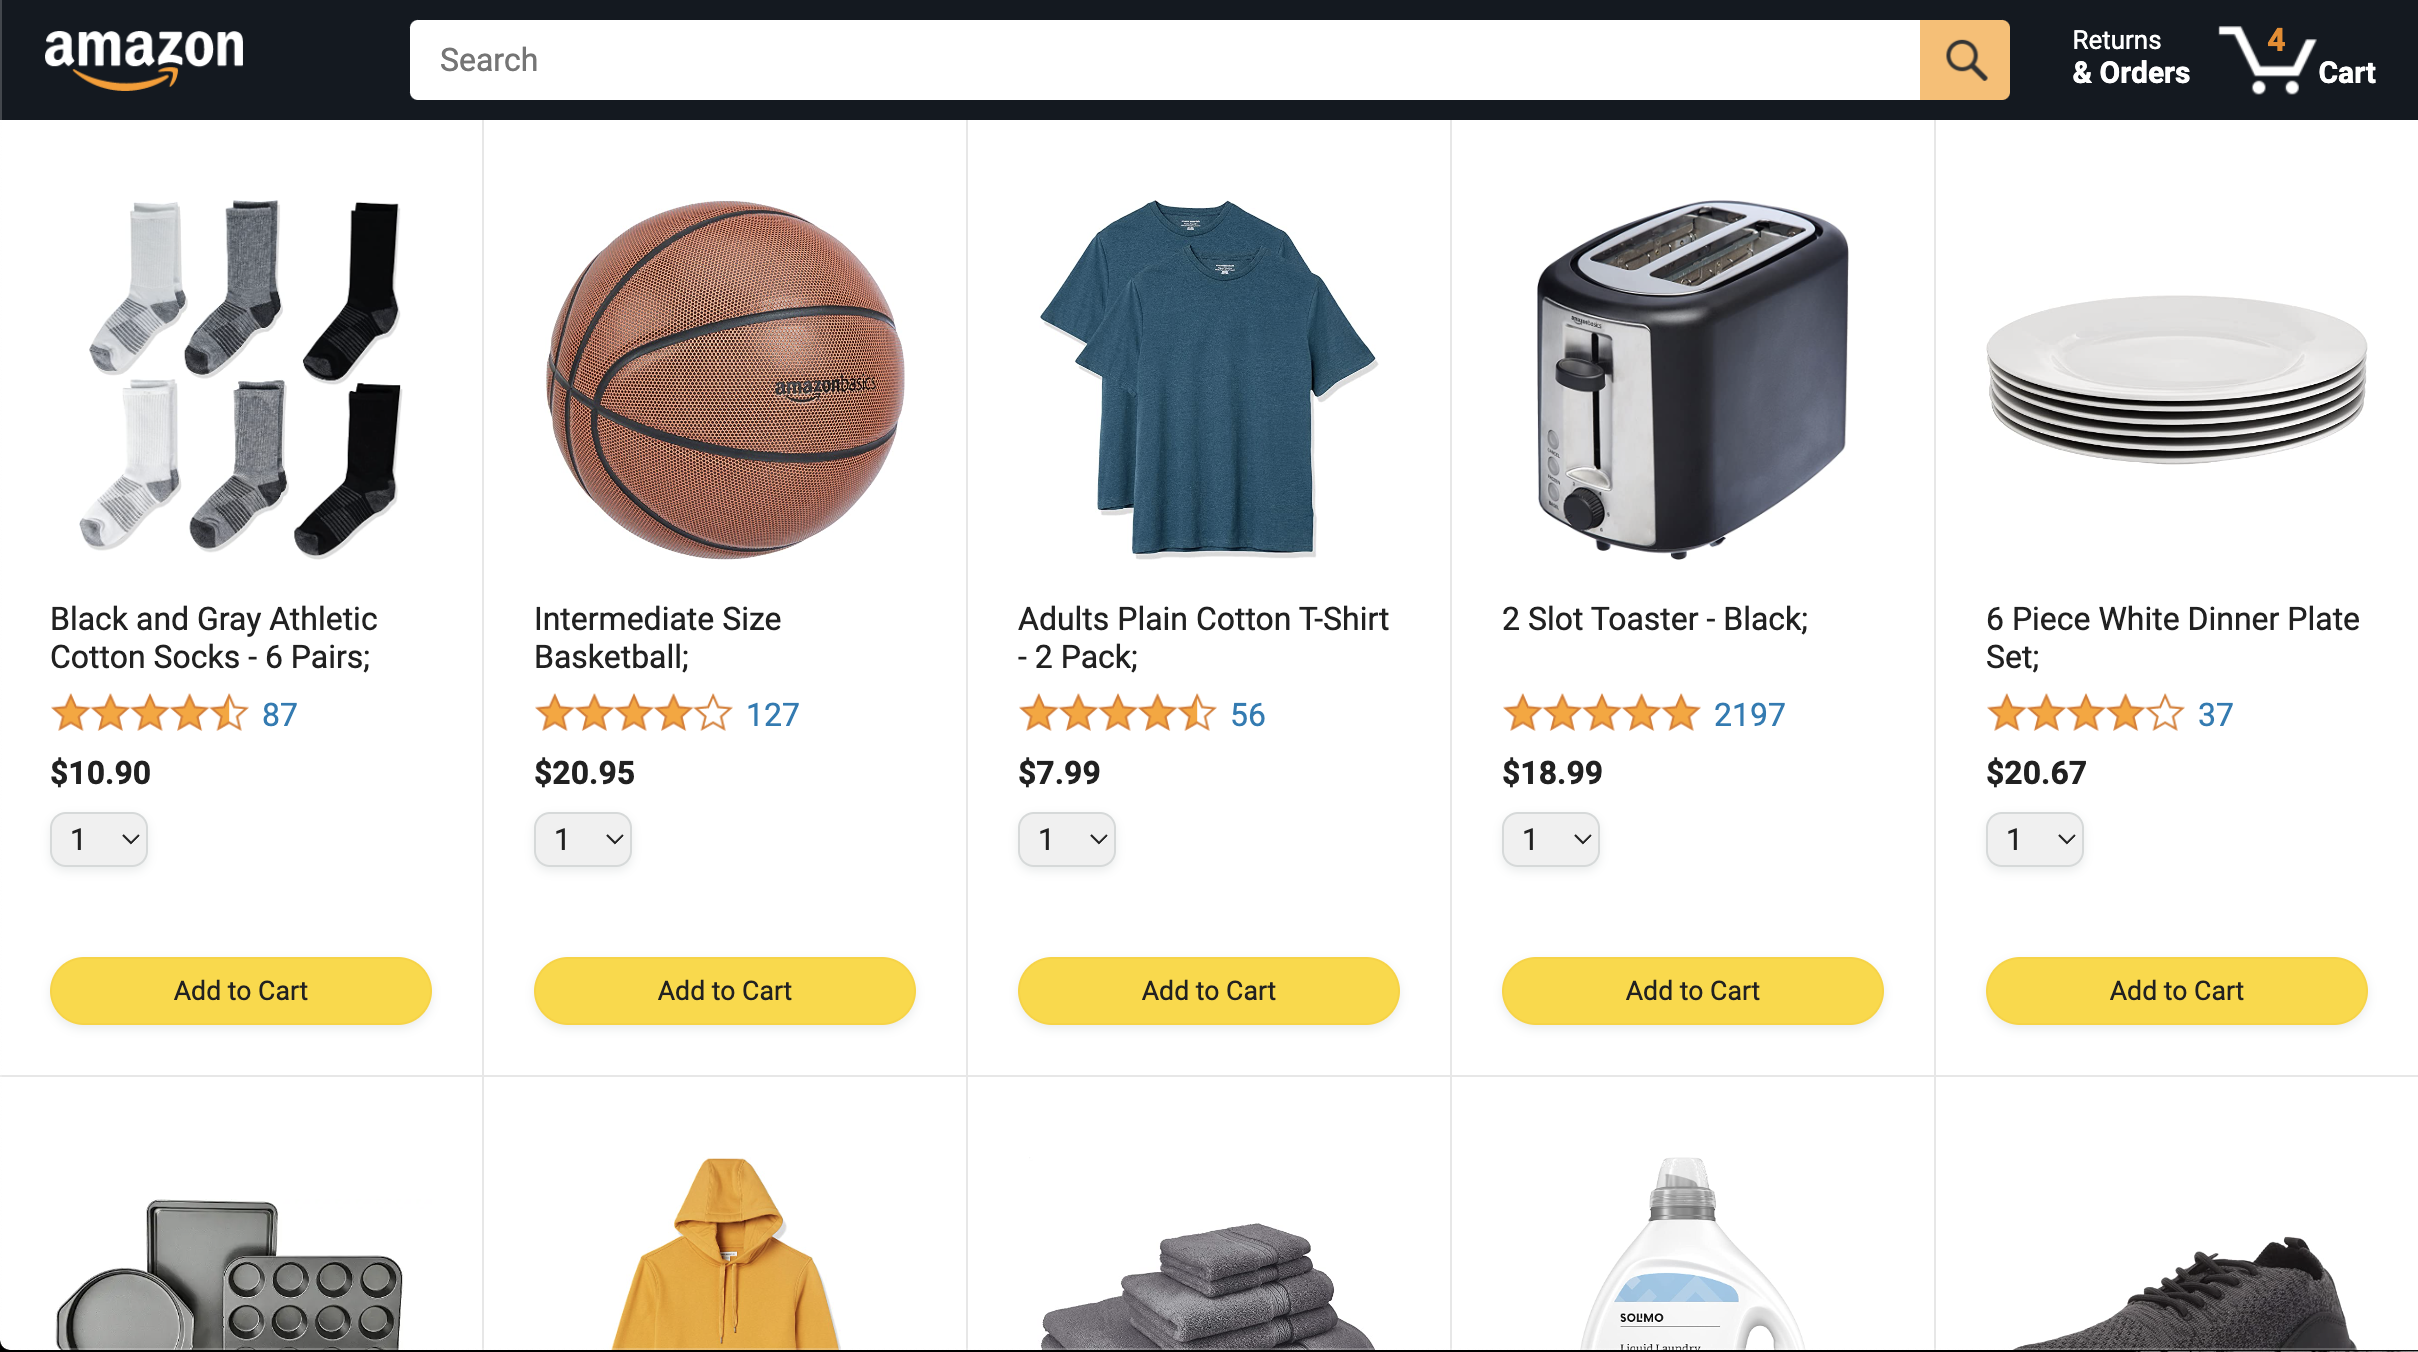 amazon
Search
Returns
& Orders
4
Cart
amazonbasics
amazonbasics
Black and Gray Athletic
Cotton Socks - 6 Pairs;
87
$10.90
1
Add to Cart
Intermediate Size
Basketball;
127
$20.95
1
Add to Cart
Adults Plain Cotton T-Shirt
- 2 Pack;
56
$7.99
1
Add to Cart
2 Slot Toaster - Black;
2197
$18.99
1
Add to Cart
6 Piece White Dinner Plate
Set;
37
$20.67
1
Add to Cart
SOLIMO
Liquid Laundry